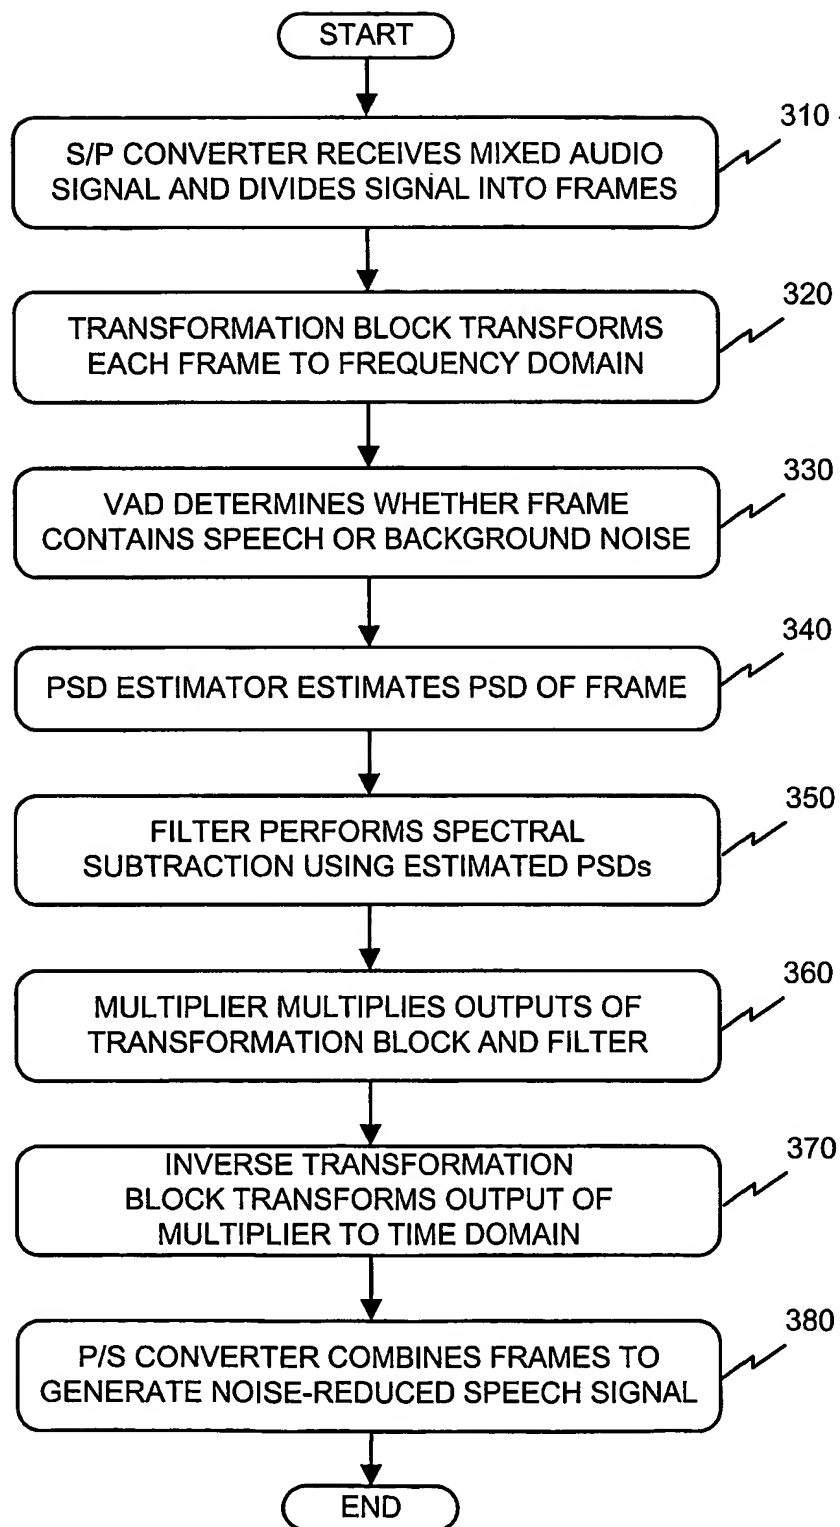 START
310
S/P CONVERTER RECEIVES MIXED AUDIO
SIGNAL AND DIVIDES SIGNAL INTO FRAMES
320
TRANSFORMATION BLOCK TRANSFORMS
EACH FRAME TO FREQUENCY DOMAIN
330
VAD DETERMINES WHETHER FRAME
CONTAINS SPEECH OR BACKGROUND NOISE
340
PSD ESTIMATOR ESTIMATES PSD OF FRAME
350
FILTER PERFORMS SPECTRAL
SUBTRACTION USING ESTIMATED PSDs
360
MULTIPLIER MULTIPLIES OUTPUTS OF
TRANSFORMATION BLOCK AND FILTER
370
INVERSE TRANSFORMATION
BLOCK TRANSFORMS OUTPUT OF
MULTIPLIER TO TIME DOMAIN
380
P/S CONVERTER COMBINES FRAMES TO
GENERATE NOISE-REDUCED SPEECH SIGNAL
END